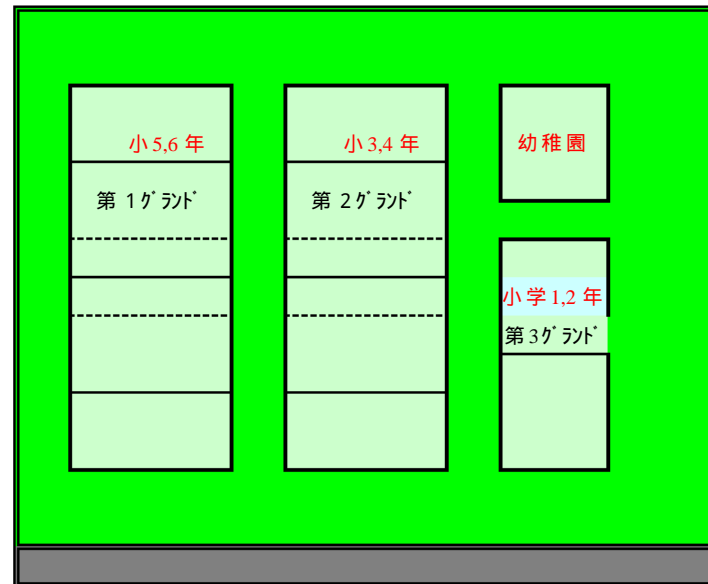 小5,6 年
小3,4 年
幼稚園
第 1グランド
第 2グランド
小学1,2 年
第3グランド